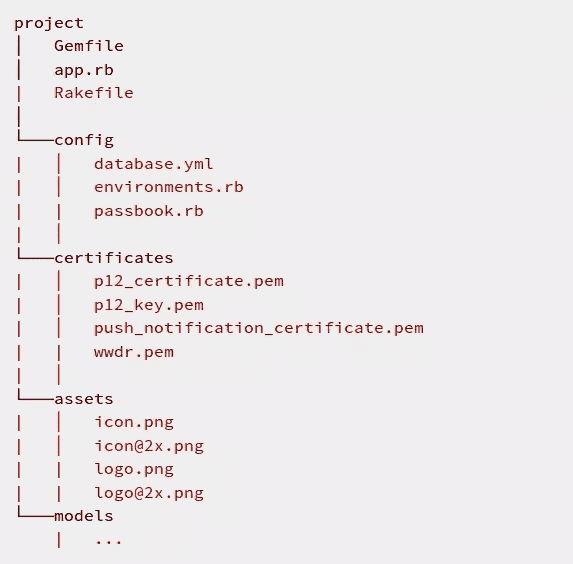 project
│   Gemfile
│   app.rb
|   Rakefile
│
└───config
|   │   database.yml
|   │   environments.rb
|   |   passbook.rb
|   │
└───certificates
|   │   p12_certificate.pem
|   │   p12_key.pem
|   │   push_notification_certificate.pem
|   |   wwdr.pem
|   │
└───assets
|   │   icon.png
|   │   icon@2x.png
|   |   logo.png
|   |   logo@2x.png
└───models
    |   ...